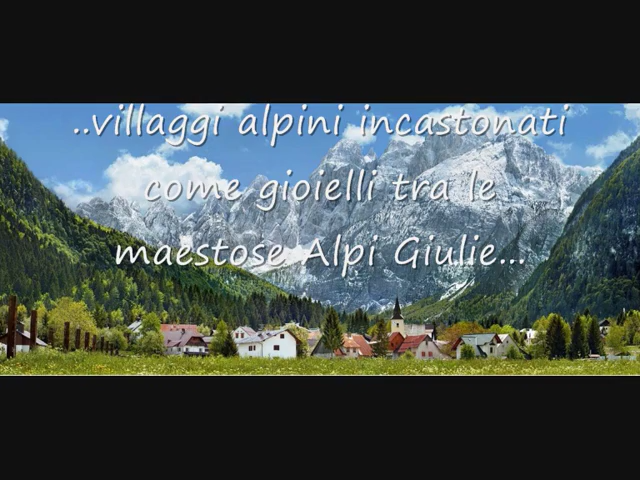 ..villaggi alpini incastonati
come gioielli tra le
maestose Alpi Giulie...